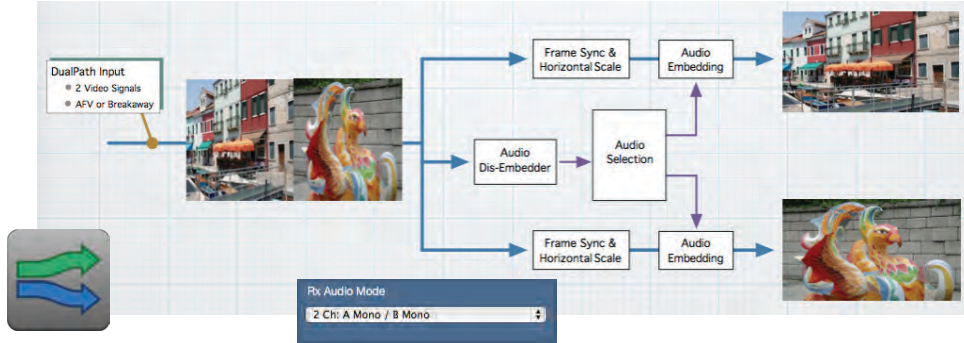 DualPath Input
2 Video Signals
AFV or Breakaway
Frame Sync &
Horizontal Scale
Audio
Embedding
Audio
Dis-Embedder
Audio
Selection
Frame Sync &
Horizontal Scale
Audio
Embedding
Rx Audio Mode
2 Ch: A Mono / B Mono